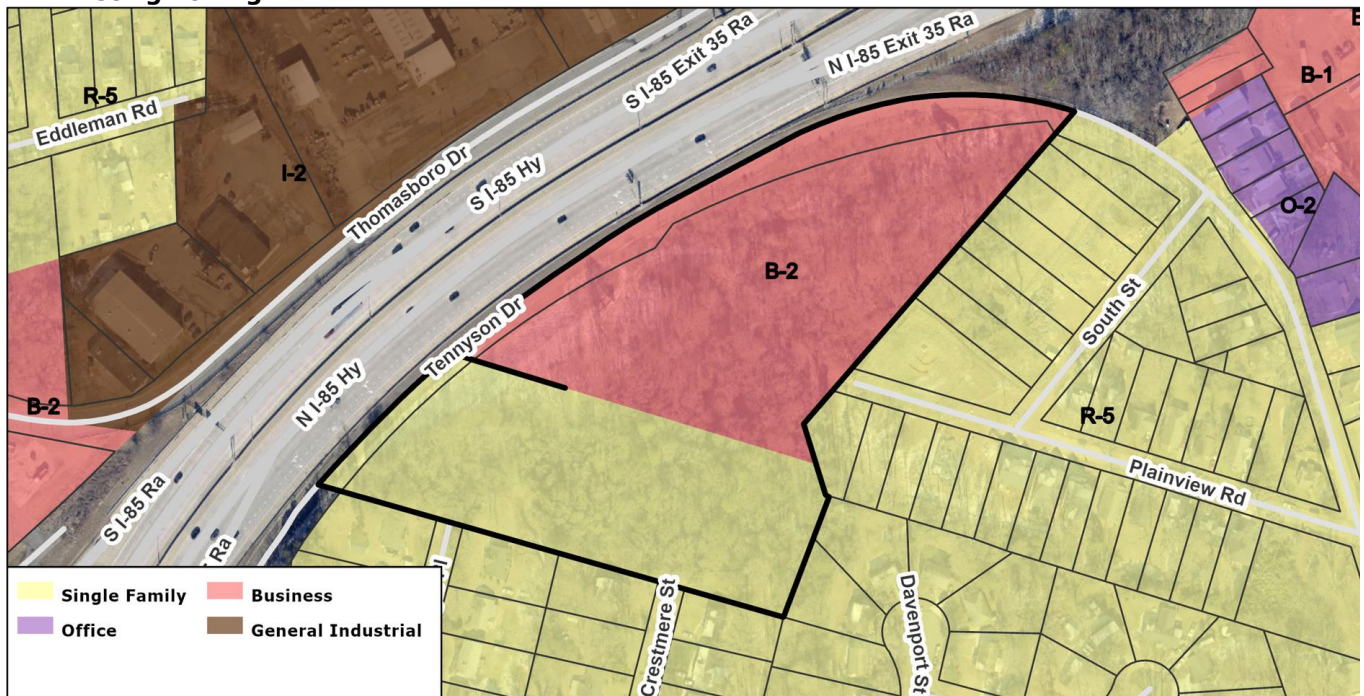 S I-85 Exit 35 Ra
N I-85 Exit 35 Ra
B-1
R-5
Eddleman Rd
I-2
Thomasboro Dr
S I-85 Hy
O-2
B-2
South St
Tennyson Dr
N I-85 Hy
B-2
R-5
Plainview Rd
S I-85 Ra
Ra
Crestmere St
Davenport St
Single Family
Business
Office
General Industrial